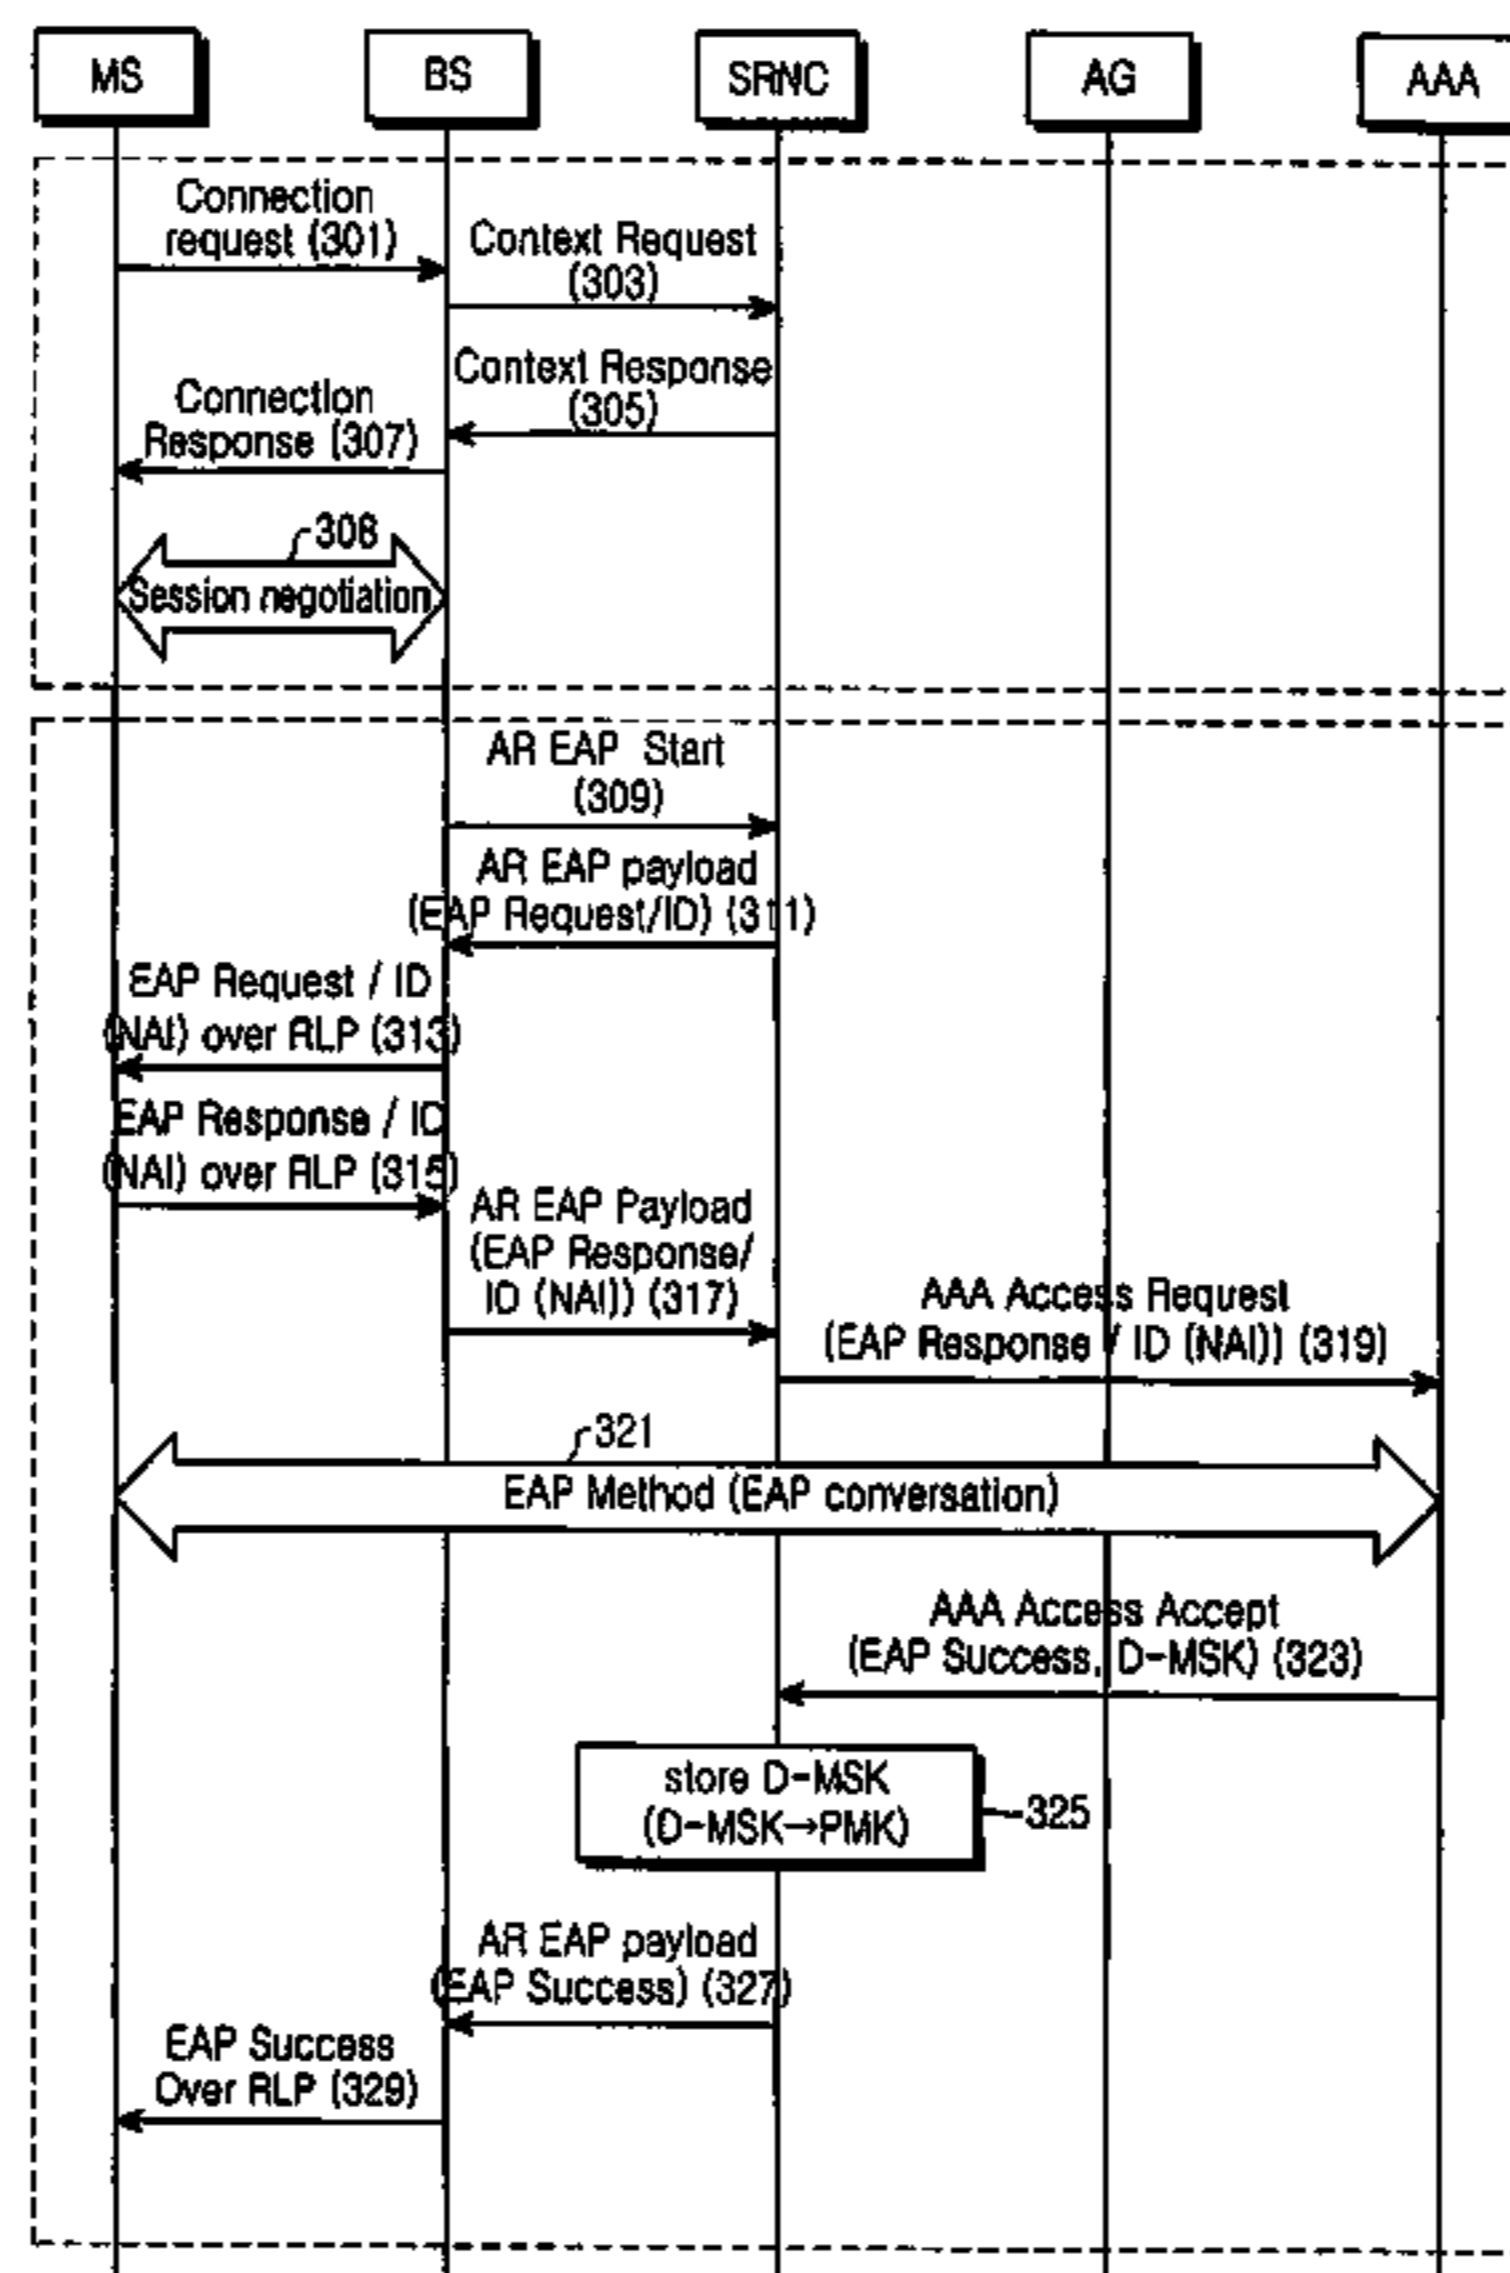 MS
BS
SRNC
AG
AAA
Connection
request (301)
Context Request
(303)
Context Response
(305)
Connection
Response (307)
308
Session negotiation
AR EAP Start
(309)
AR EAP payload
(EAP Request/ID) (311)
EAP Request / ID
(NAI) over RLP (313)
EAP Response / ID
(NAI) over RLP (315)
AR EAP Payload
(EAP Response/
ID (NAI)) (317)
AAA Access Request
(EAP Response / ID (NAI)) (319)
321
EAP Method (EAP conversation)
AAA Access Accept
(EAP Success, D-MSK) (323)
store D-MSK
(D-MSK→PMK)
325
AR EAP payload
(EAP Success) (327)
EAP Success
Over RLP (329)